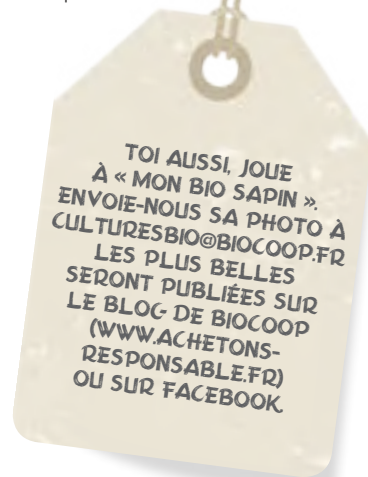 TOI AUSSI, JOUE
À « MON BIO SAPIN ».
ENVOIE-NOUS SA PHOTO À
CULTURESBIO@BIOCOOP.FR
LES PLUS BELLES
SERONT PUBLIÉES SUR
LE BLOG DE BIOCOOP
(WWW.ACHETONS-
RESPONSABLE.FR)
OU SUR FACEBOOK.